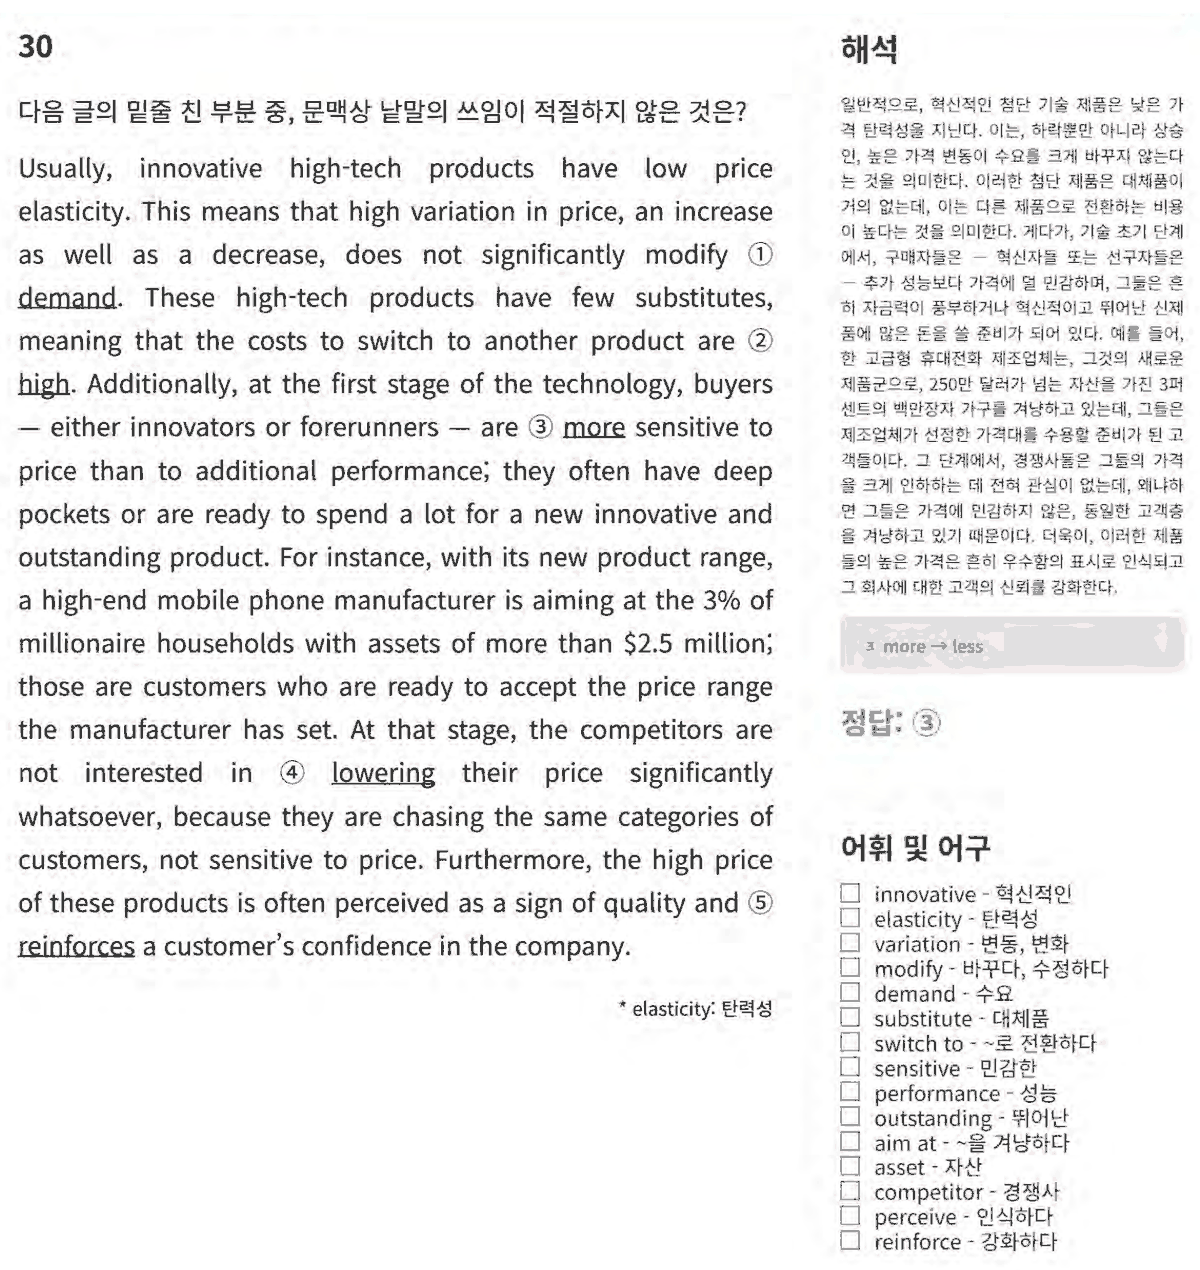 30
다음 글의 밑줄 친 부분 중, 문맥상 낱말의 쓰임이 적절하지 않은 것은?
Usually, innovative high-tech products have low price
elasticity. This means that high variation in price, an increase
as well as a decrease, does not significantly modify ①
demand. These high-tech products have few substitutes,
meaning that the costs to switch to another product are ②
high. Additionally, at the first stage of the technology, buyers
— either innovators or forerunners — are ③ more sensitive to
price than to additional performance; they often have deep
pockets or are ready to spend a lot for a new innovative and
outstanding product. For instance, with its new product range,
a high-end mobile phone manufacturer is aiming at the 3% of
millionaire households with assets of more than $2.5 million;
those are customers who are ready to accept the price range
the manufacturer has set. At that stage, the competitors are
not interested in ④ lowering their price significantly
whatsoever, because they are chasing the same categories of
customers, not sensitive to price. Furthermore, the high price
of these products is often perceived as a sign of quality and ⑤
reinforces a customer's confidence in the company.
* elasticity: 탄력성
해석
일반적으로, 혁신적인 첨단 기술 제품은 낮은 가
격 탄력성을 지닌다. 이는, 하락뿐만 아니라 상승
인, 높은 가격 변동이 수요를 크게 바꾸지 않는다
는 것을 의미한다. 이러한 첨단 제품은 대체품이
거의 없는데, 이는 다른 제품으로 전환하는 비용
이 높다는 것을 의미한다. 게다가, 기술 초기 단계
에서, 구매자들은 — 혁신자들 또는 선구자들은
— 추가 성능보다 가격에 덜 민감하며, 그들은 흔
히 자금력이 풍부하거나 혁신적이고 뛰어난 신제
품에 많은 돈을 쓸 준비가 되어 있다. 예를 들어,
한 고급형 휴대전화 제조업체는, 그것의 새로운
제품군으로, 250만 달러가 넘는 자산을 가진 3퍼
센트의 백만장자 가구를 겨냥하고 있는데, 그들은
제조업체가 선정한 가격대를 수용할 준비가 된 고
객들이다. 그 단계에서, 경쟁사들은 그들의 가격
을 크게 인하하는 데 전혀 관심이 없는데, 왜냐하
면 그들은 가격에 민감하지 않은, 동일한 고객층
을 겨냥하고 있기 때문이다. 더욱이, 이러한 제품
들의 높은 가격은 흔히 우수함의 표시로 인식되고
그 회사에 대한 고객의 신뢰를 강화한다.
3 more → less
정답: ③
어휘 및 어구
innovative - 혁신적인
elasticity - 탄력성
variation - 변동, 변화
modify - 바꾸다, 수정하다
demand - 수요
substitute - 대체품
switch to - ~로 전환하다
sensitive - 민감한
performance - 성능
outstanding - 뛰어난
aim at - ~을 겨냥하다
asset - 자산
competitor - 경쟁사
perceive - 인식하다
reinforce - 강화하다